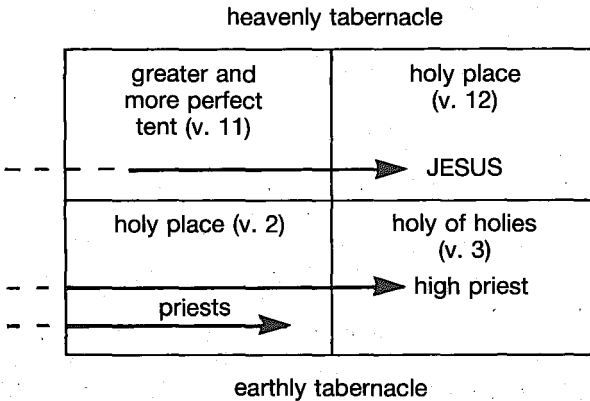 heavenly tabernacle
greater and
more perfect
tent (v. 11)
holy place
(v. 12)
JESUS
holy place (v. 2)
holy of holies
(v. 3)
high priest
priests
earthly tabernacle